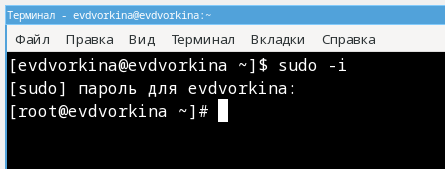 Терминал - evdvorkina@evdvorkina:~
Файл Правка Вид Терминал Вкладки Справка
[evdvorkina@evdvorkina ~]$ sudo -i
[sudo] пароль для evdvorkina:
[root@evdvorkina ~]#